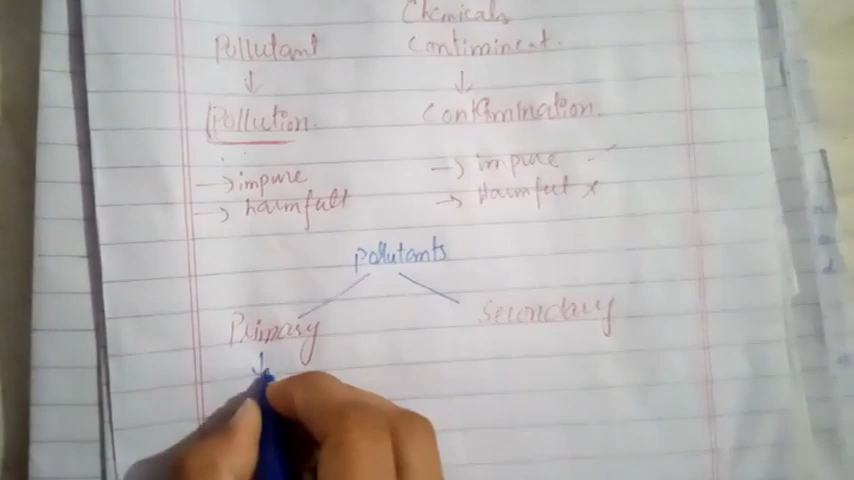 Chemicals
Pollutant Contiminent.
↓ ↓
Pollution. Contamination.
→ impure → impure ✓
→ harmfull → Harmful x
pollutants
Primary Secondary
↓